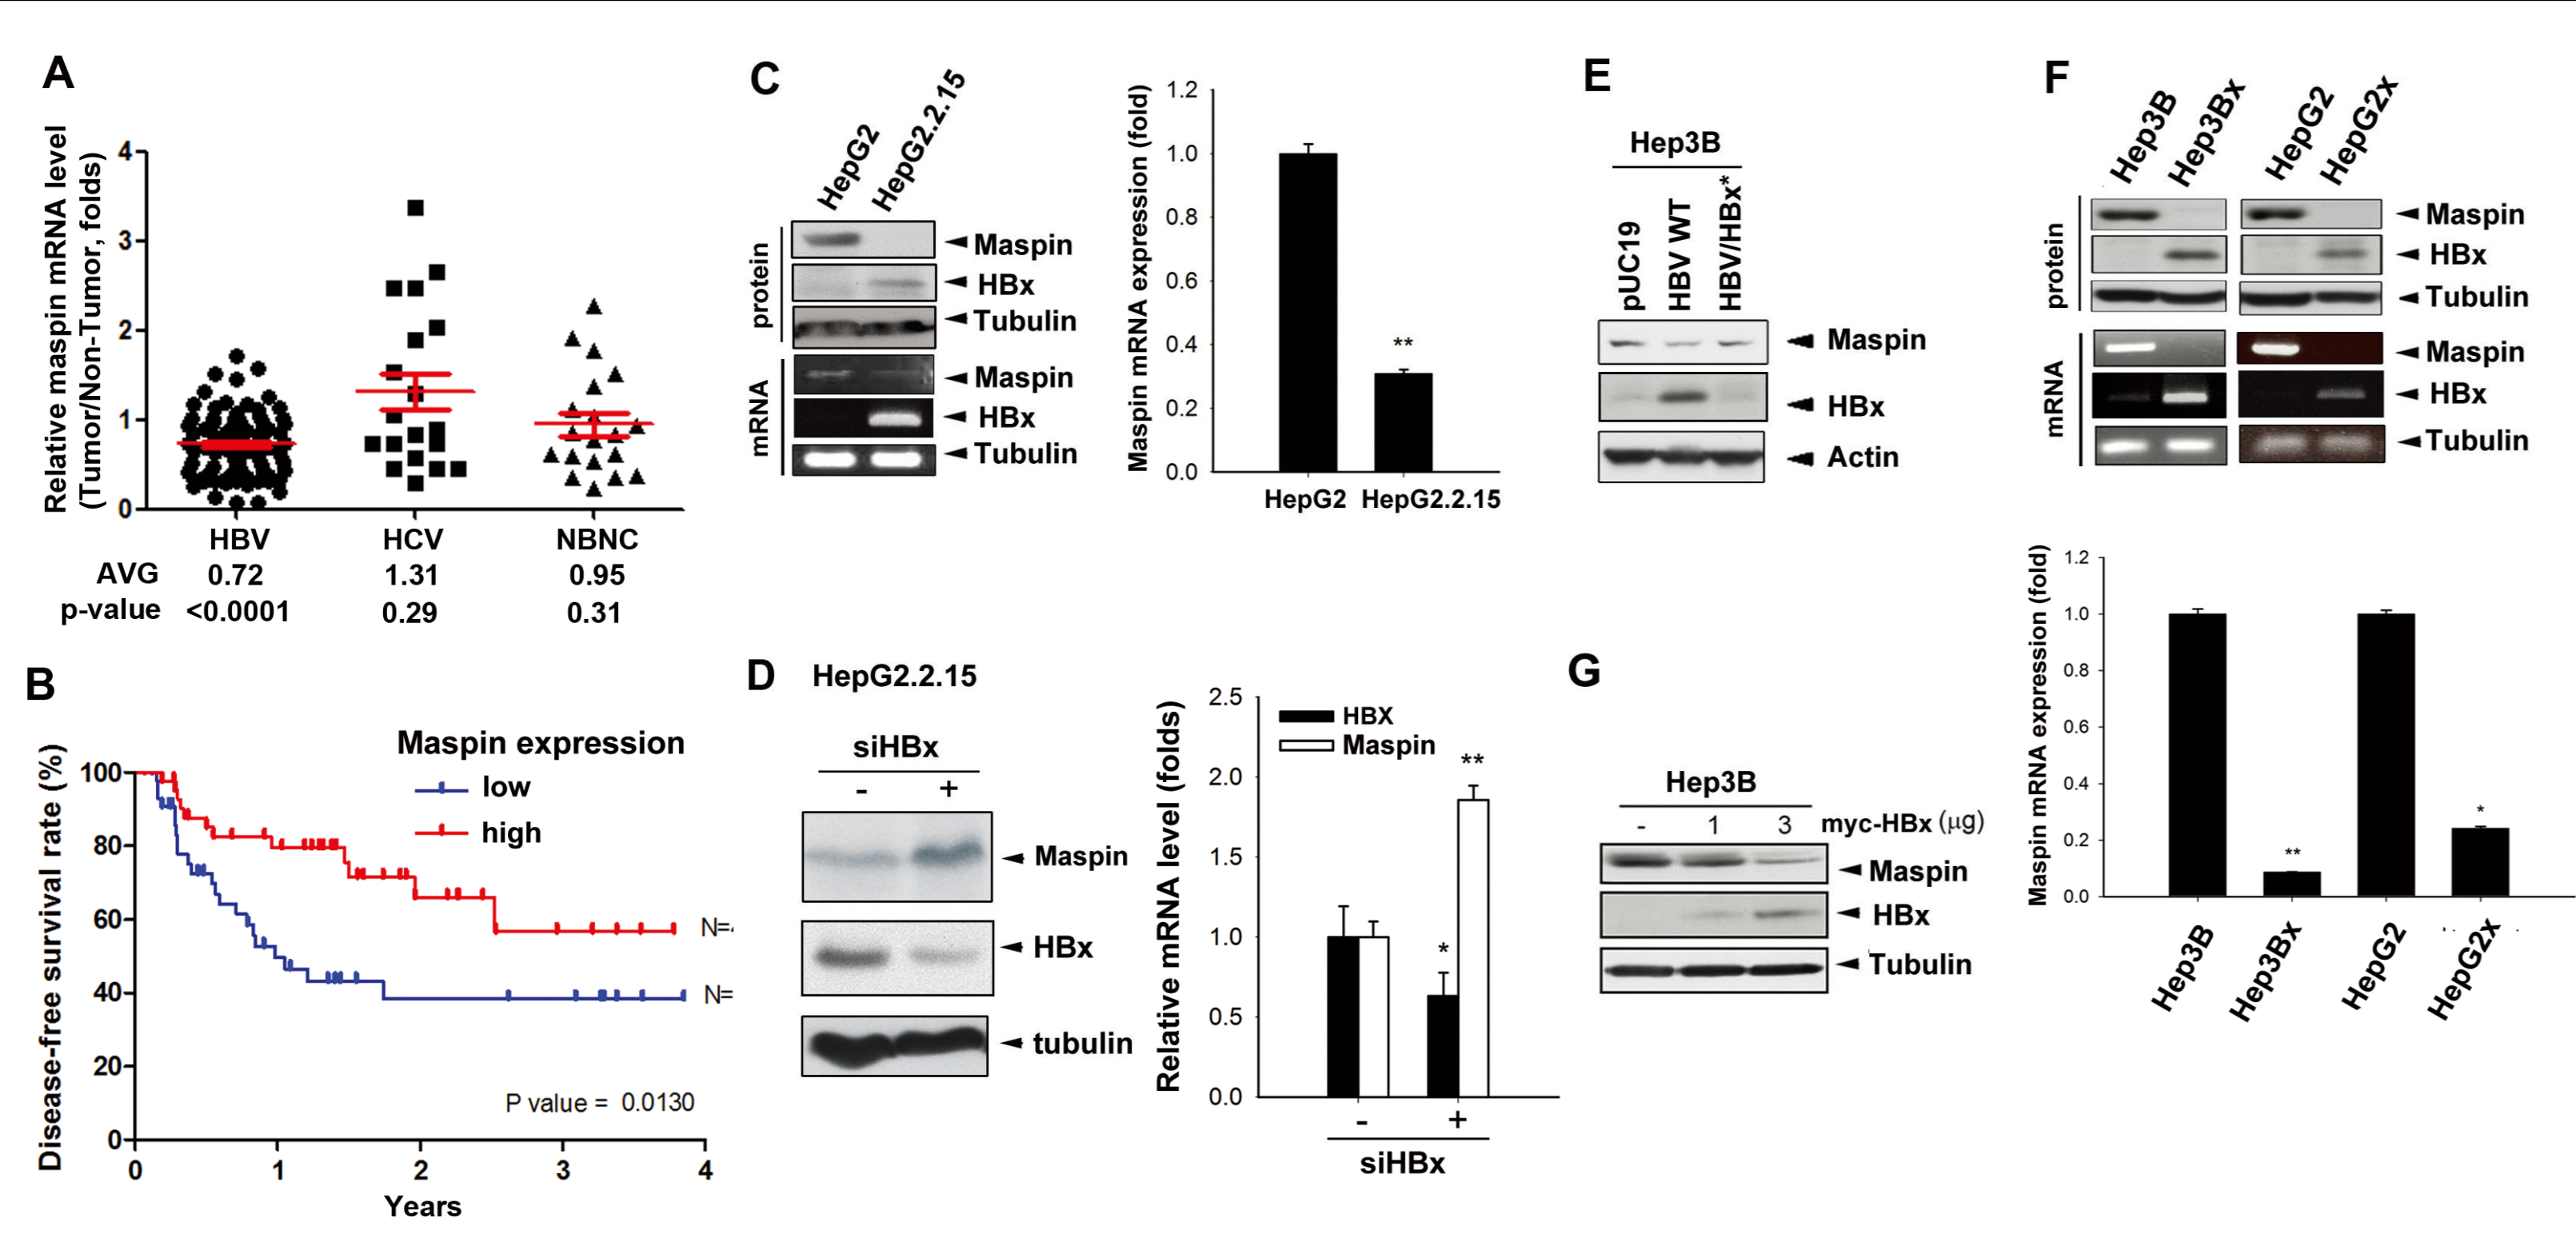 A
Relative maspin mRNA level
(Tumor/Non-Tumor, folds)
4
3
2
1
0
HBV HCV NBNC
AVG 0.72 1.31 0.95
p-value <0.0001 0.29 0.31
B
Disease-free survival rate (%)
Maspin expression
low
high
100
80
60
40
20
0
N=
N=
P value = 0.0130
0 1 2 3 4
Years
C
HepG2
HepG2.2.15
protein
Maspin
HBx
Tubulin
mRNA
Maspin
HBx
Tubulin
Maspin mRNA expression (fold)
1.2
1.0
0.8
0.6
0.4
0.2
0.0
**
HepG2 HepG2.2.15
D
HepG2.2.15
siHBx
- +
Maspin
HBx
tubulin
Relative mRNA level (folds)
2.5
2.0
1.5
1.0
0.5
0.0
HBX
Maspin
*
**
- +
siHBx
E
Hep3B
pUC19
HBV WT
HBV/HBx*
Maspin
HBx
Actin
F
Hep3B
Hep3Bx
HepG2
HepG2x
protein
Maspin
HBx
Tubulin
mRNA
Maspin
HBx
Tubulin
Maspin mRNA expression (fold)
1.2
1.0
0.8
0.6
0.4
0.2
0.0
**
*
Hep3B
Hep3Bx
HepG2
HepG2x
G
Hep3B
- 1 3 myc-HBx (µg)
Maspin
HBx
Tubulin